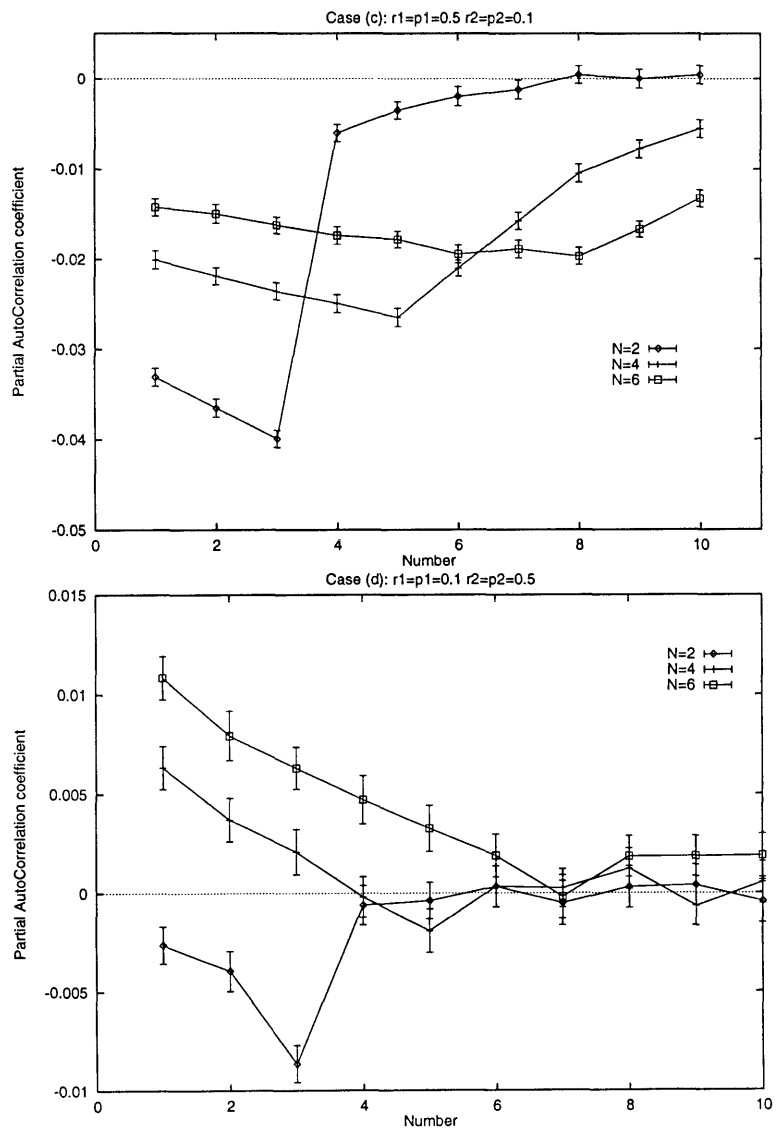 Case (c): r1=p1=0.5 r2=p2=0.1
0
-0.01
-0.02
-0.03
-0.04
-0.05
Partial AutoCorrelation coefficient
N=2
N=4
N=6
0 2 4 6 8 10
Number
Case (d): r1=p1=0.1 r2=p2=0.5
0.015
0.01
0.005
0
-0.005
-0.01
Partial AutoCorrelation coefficient
N=2
N=4
N=6
0 2 4 6 8 10
Number